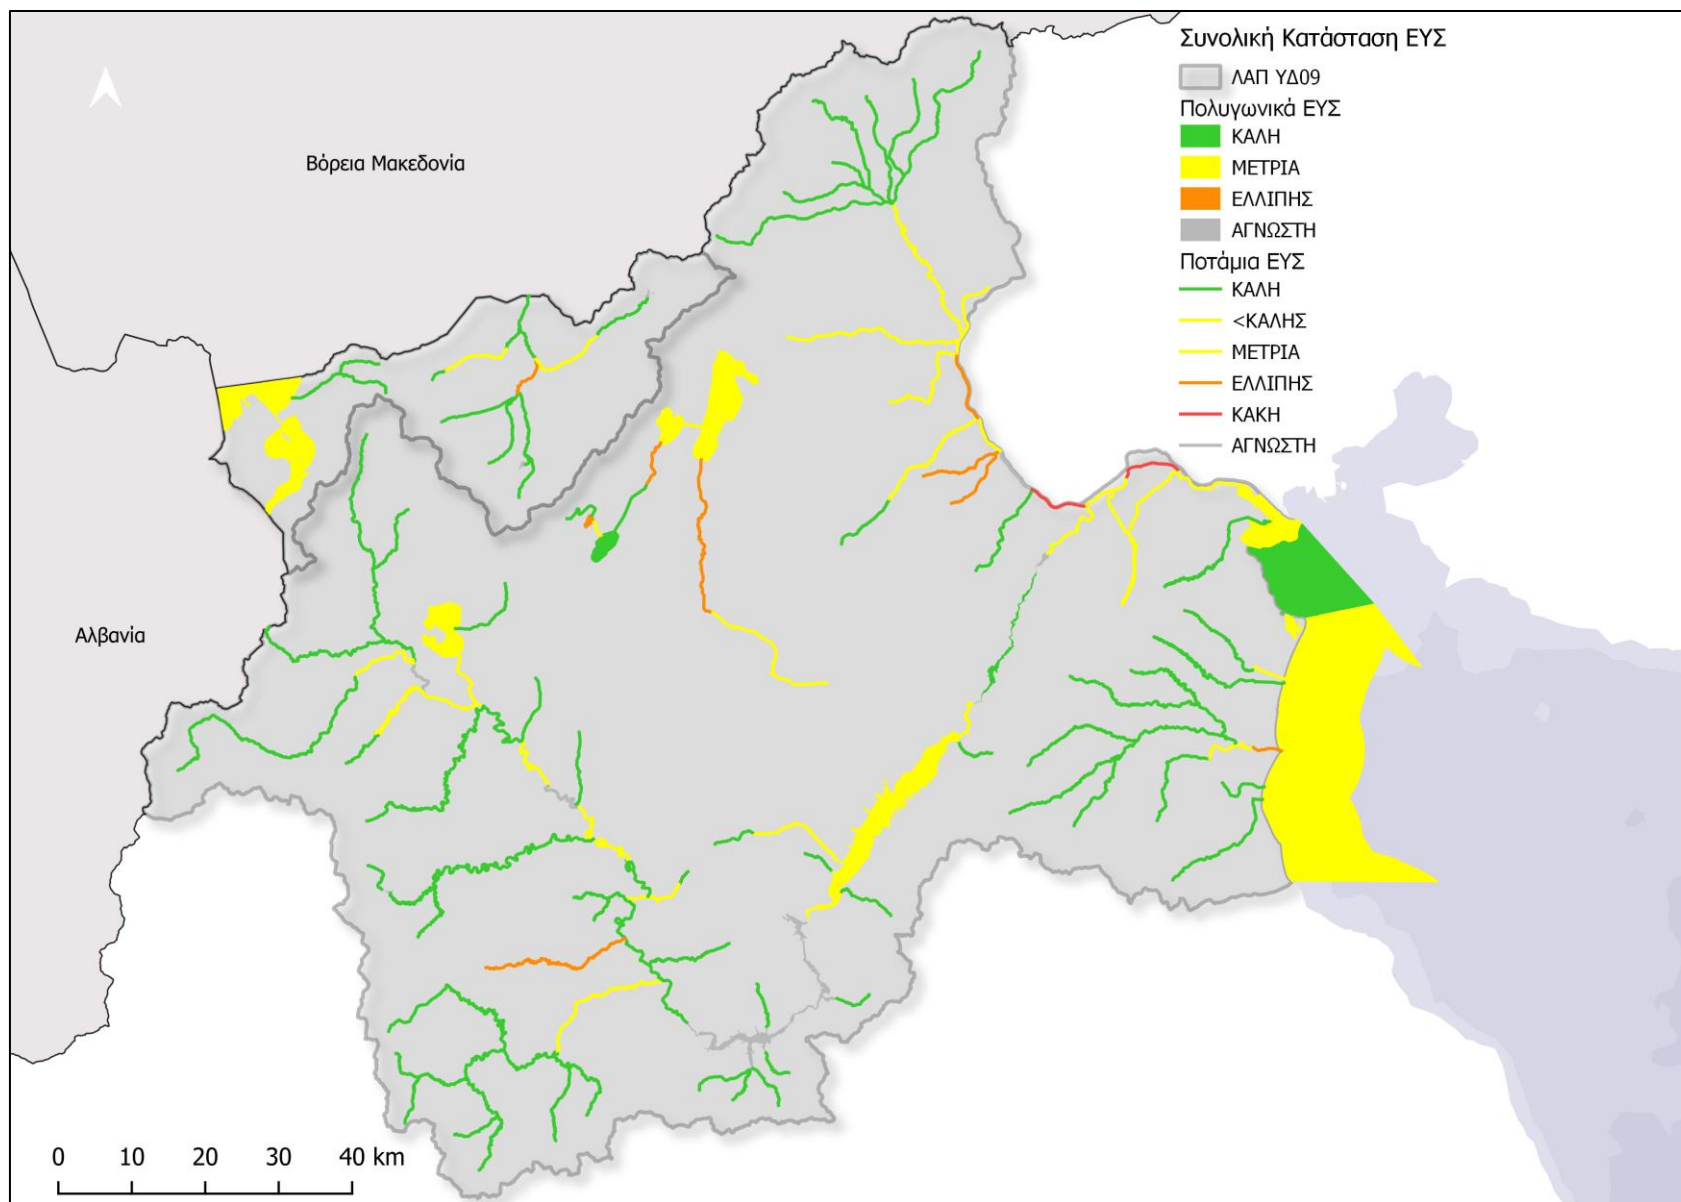 Συνολική Κατάσταση ΕΥΣ
ΛΑΠ ΥΔ09
Πολυγωνικά ΕΥΣ
ΚΑΛΗ
ΜΕΤΡΙΑ
ΕΛΛΙΠΗΣ
ΑΓΝΩΣΤΗ
Ποτάμια ΕΥΣ
ΚΑΛΗ
<ΚΑΛΗΣ
ΜΕΤΡΙΑ
ΕΛΛΙΠΗΣ
ΚΑΚΗ
ΑΓΝΩΣΤΗ
Βόρεια Μακεδονία
Αλβανία
0 10 20 30 40 km